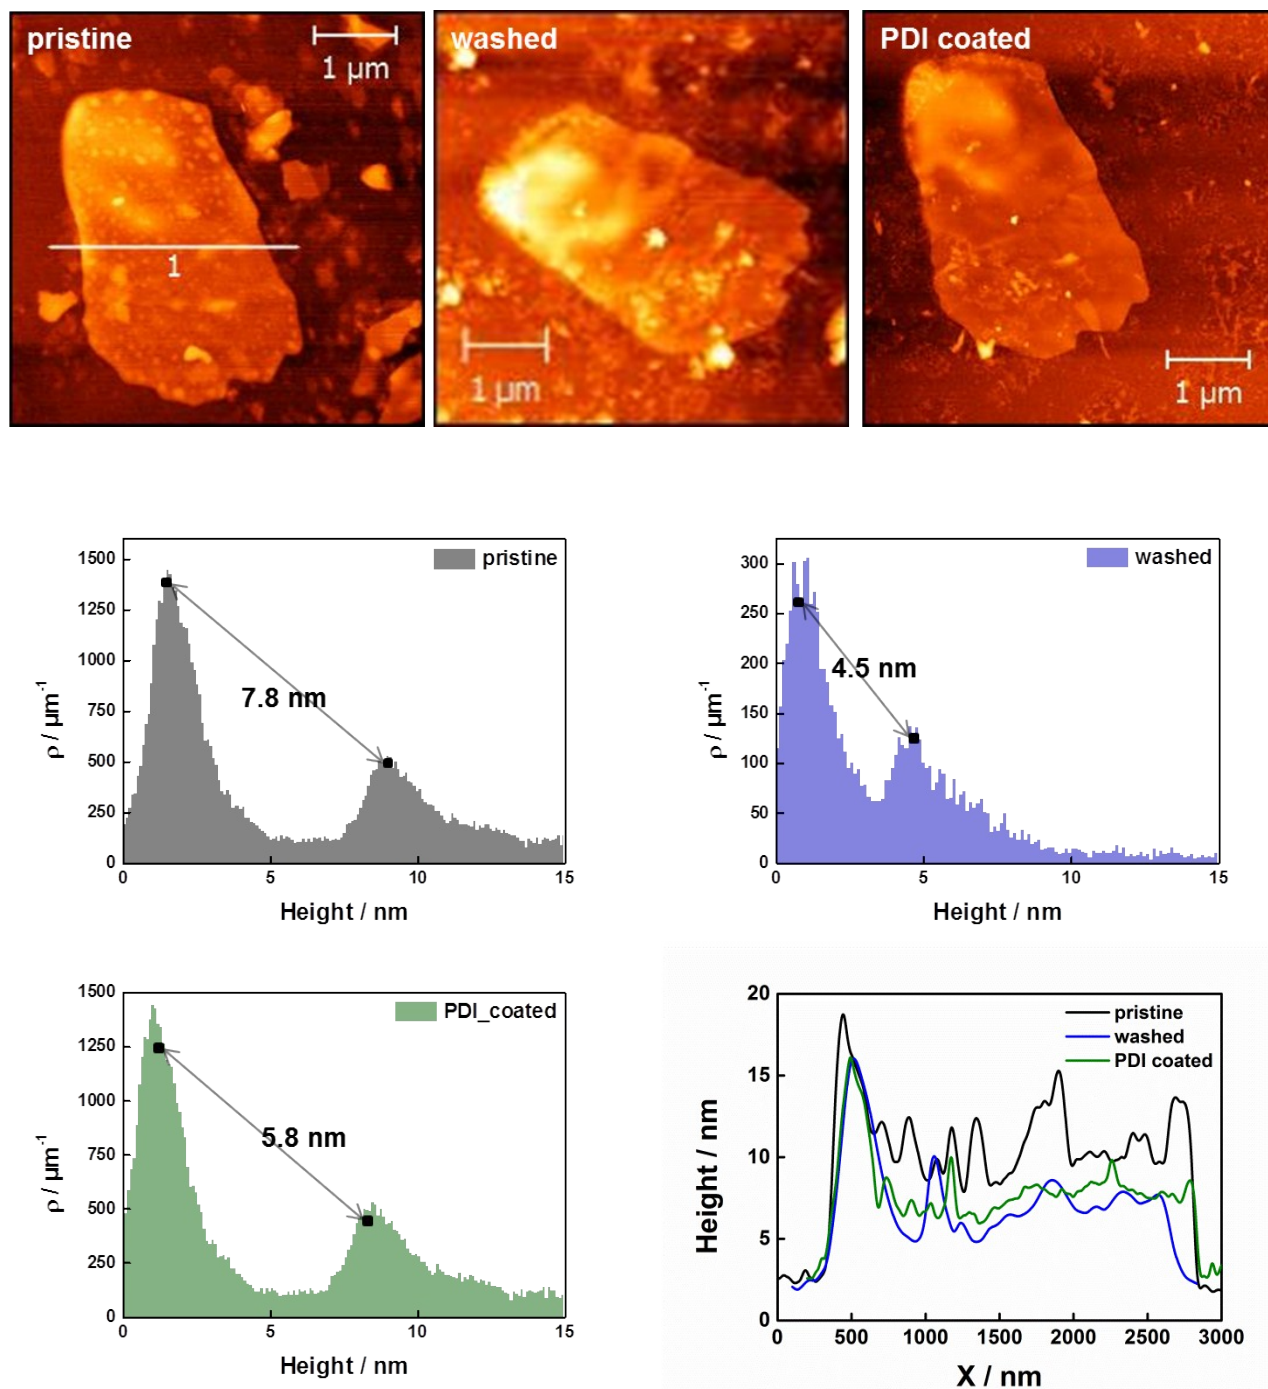 pristine
1 µm
1
washed
1 µm
PDI coated
1 µm
1500
1250
1000
750
500
250
0
0 5 10 15
ρ / µm⁻¹
Height / nm
pristine
7.8 nm
300
250
200
150
100
50
0
0 5 10 15
ρ / µm⁻¹
Height / nm
washed
4.5 nm
1500
1250
1000
750
500
250
0
0 5 10 15
ρ / µm⁻¹
Height / nm
PDI_coated
5.8 nm
20
15
10
5
0
0 500 1000 1500 2000 2500 3000
Height / nm
X / nm
pristine
washed
PDI coated